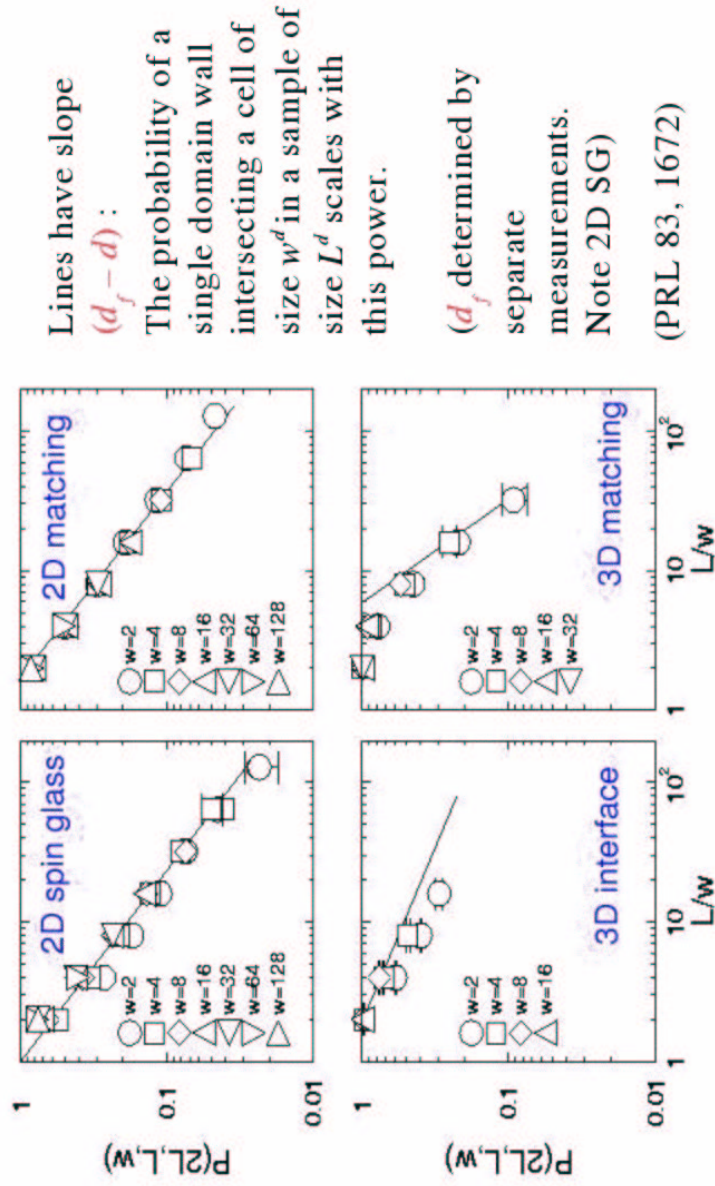 2D spin glass
P(2L,L,w)
1
0.1
0.01
w=2
w=4
w=8
w=16
w=32
w=64
w=128
2D matching
w=2
w=4
w=8
w=16
w=32
w=64
w=128
P(2L,L,w)
1
0.1
0.01
3D interface
w=2
w=4
w=8
w=16
1
10
10²
L/w
3D matching
w=2
w=4
w=8
w=16
w=32
1
10
10²
L/w
Lines have slope
(d_f – d) :
The probability of a
single domain wall
intersecting a cell of
size w^d in a sample of
size L^d scales with
this power.
(d_f determined by
separate
measurements.
Note 2D SG)
(PRL 83, 1672)